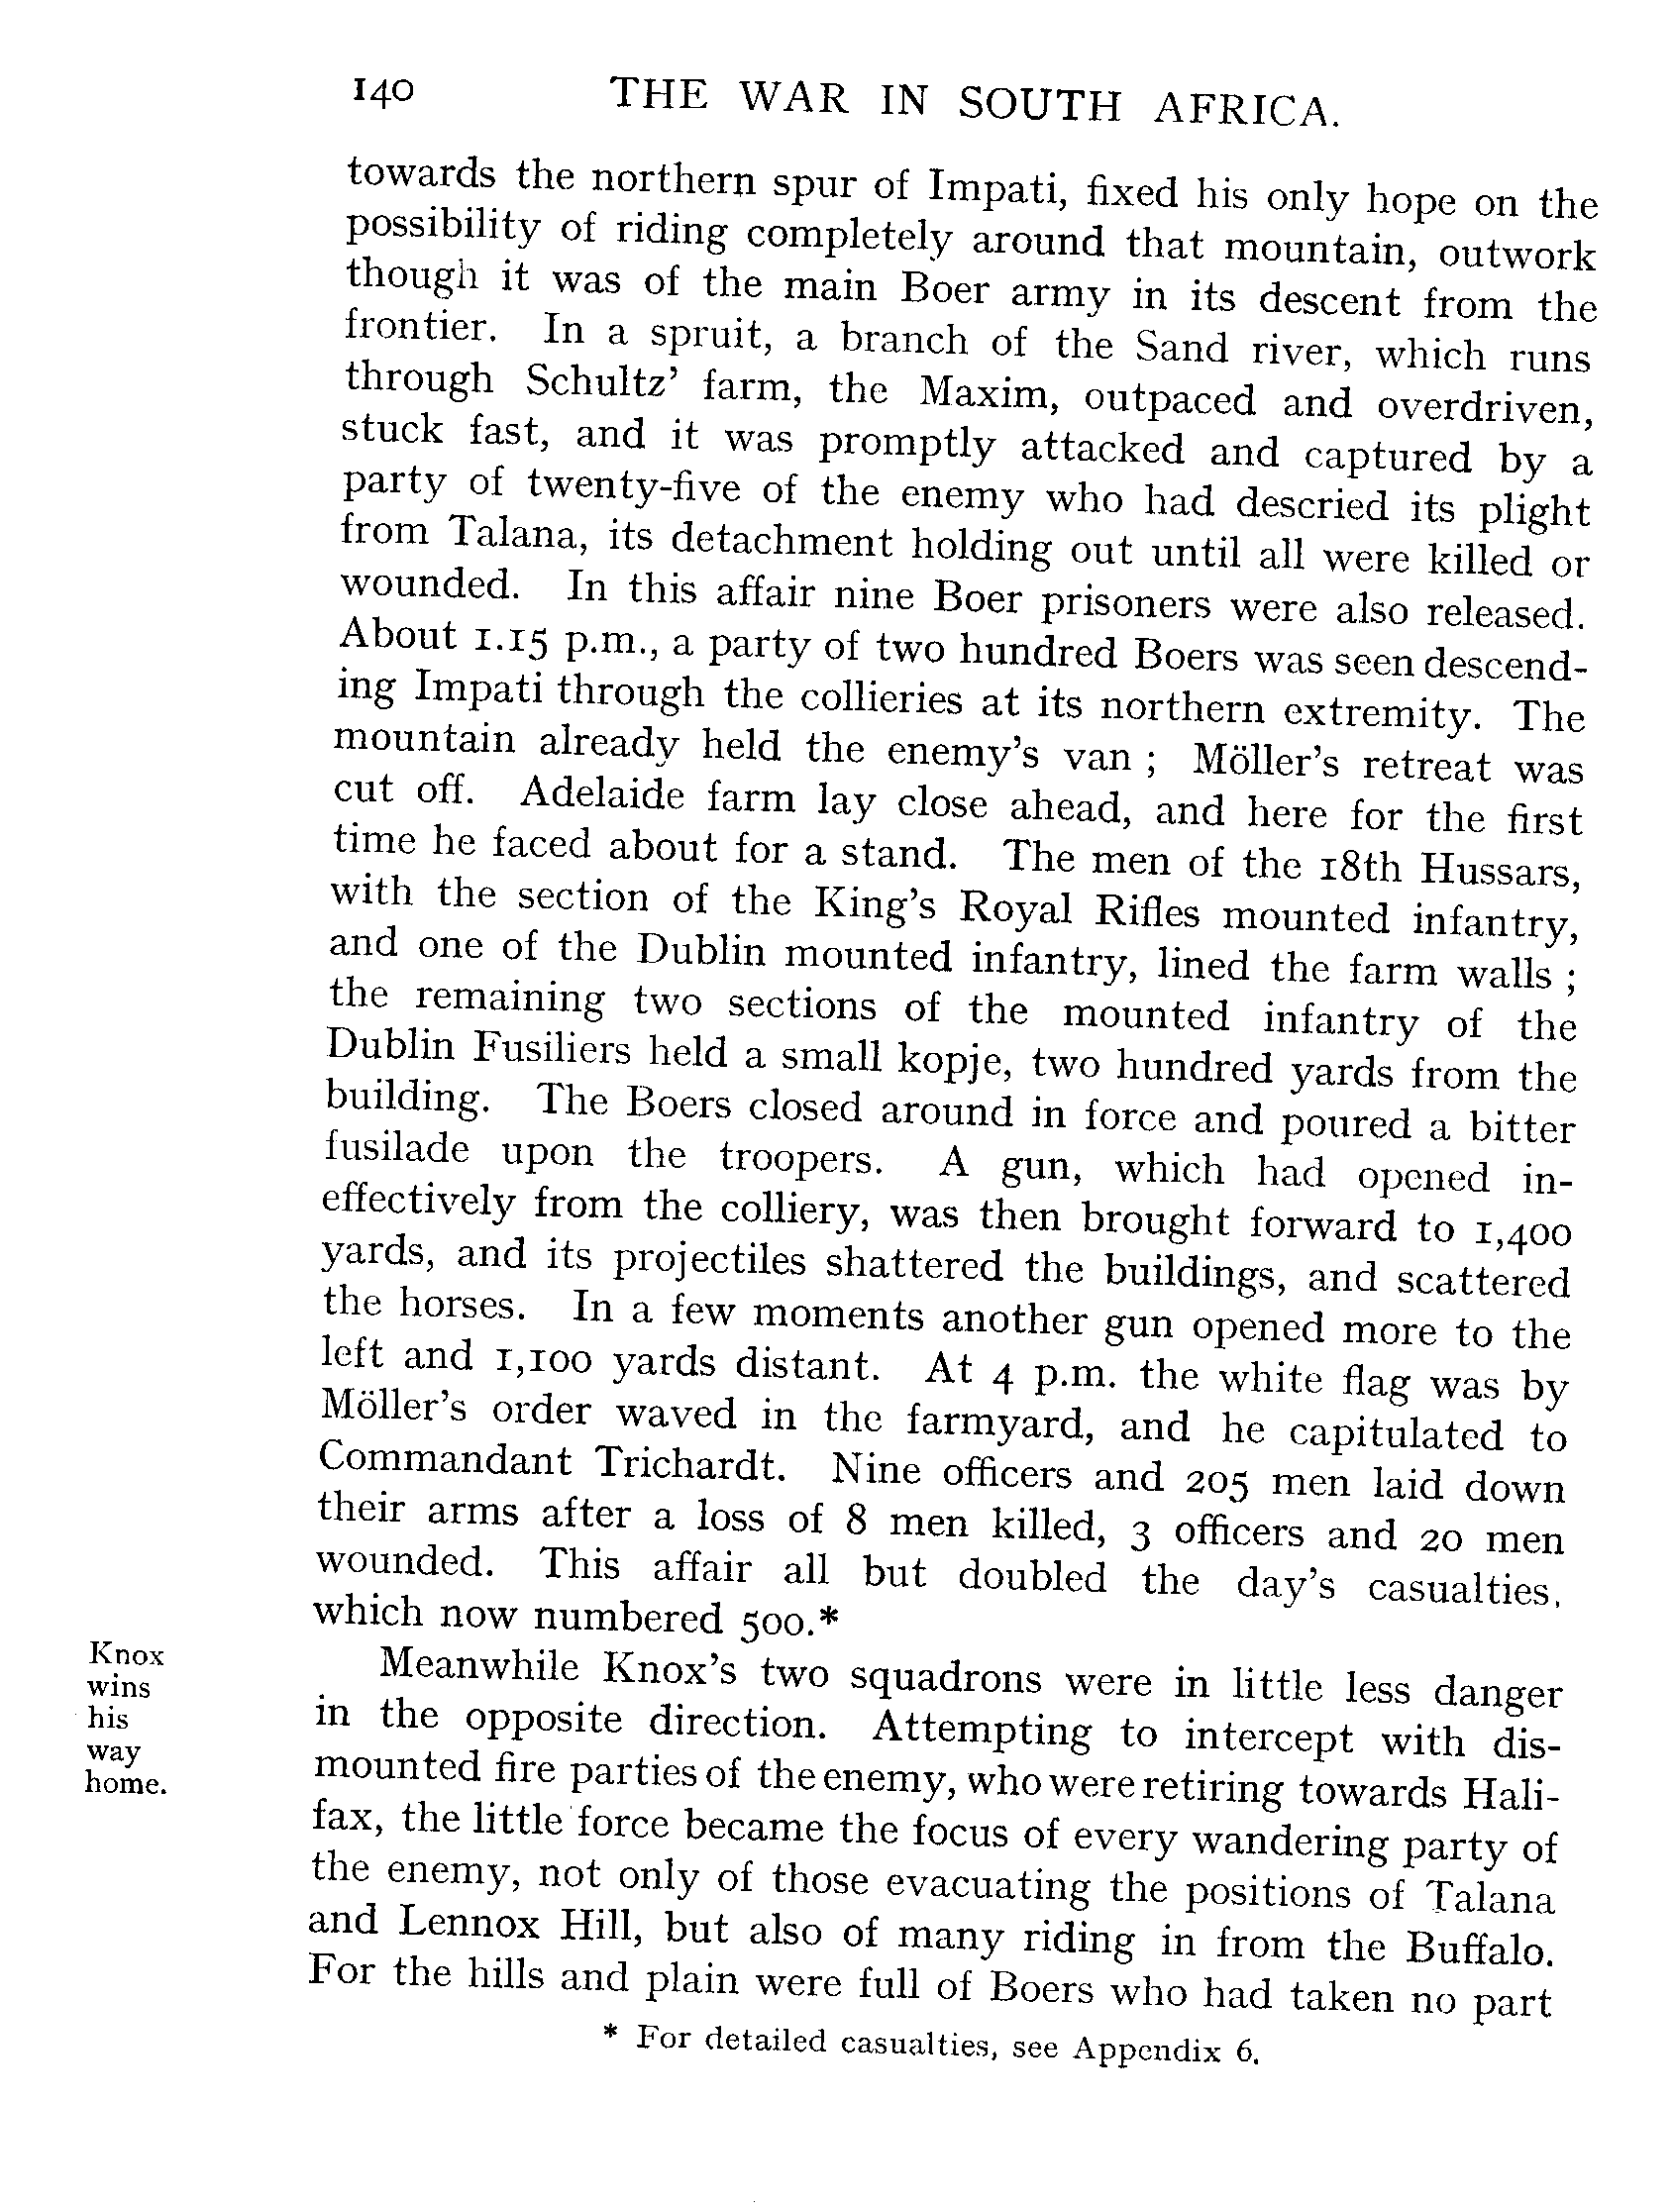 140 THE WAR IN SOUTH AFRICA.
towards the northern spur of Impati, fixed his only hope on the
possibility of riding completely around that mountain, outwork
though it was of the main Boer army in its descent from the
frontier. In a spruit, a branch of the Sand river, which runs
through Schultz’ farm, the Maxim, outpaced and overdriven,
stuck fast, and it was promptly attacked and captured by a
party of twenty-five of the enemy who had descried its plight
from Talana, its detachment holding out until all were killed or
wounded. In this affair nine Boer prisoners were also released.
About 1.15 p.m., a party of two hundred Boers was seen descend-
ing Impati through the collieries at its northern extremity. The
mountain already held the enemy’s van ; Möller’s retreat was
cut off. Adelaide farm lay close ahead, and here for the first
time he faced about for a stand. The men of the 18th Hussars,
with the section of the King’s Royal Rifles mounted infantry,
and one of the Dublin mounted infantry, lined the farm walls ;
the remaining two sections of the mounted infantry of the
Dublin Fusiliers held a small kopje, two hundred yards from the
building. The Boers closed around in force and poured a bitter
fusilade upon the troopers. A gun, which had opened in-
effectively from the colliery, was then brought forward to 1,400
yards, and its projectiles shattered the buildings, and scattered
the horses. In a few moments another gun opened more to the
left and 1,100 yards distant. At 4 p.m. the white flag was by
Möller’s order waved in the farmyard, and he capitulated to
Commandant Trichardt. Nine officers and 205 men laid down
their arms after a loss of 8 men killed, 3 officers and 20 men
wounded. This affair all but doubled the day’s casualties,
which now numbered 500.*
Knox
wins
his
way
home.
Meanwhile Knox’s two squadrons were in little less danger
in the opposite direction. Attempting to intercept with dis-
mounted fire parties of the enemy, who were retiring towards Hali-
fax, the little force became the focus of every wandering party of
the enemy, not only of those evacuating the positions of Talana
and Lennox Hill, but also of many riding in from the Buffalo.
For the hills and plain were full of Boers who had taken no part
* For detailed casualties, see Appendix 6.